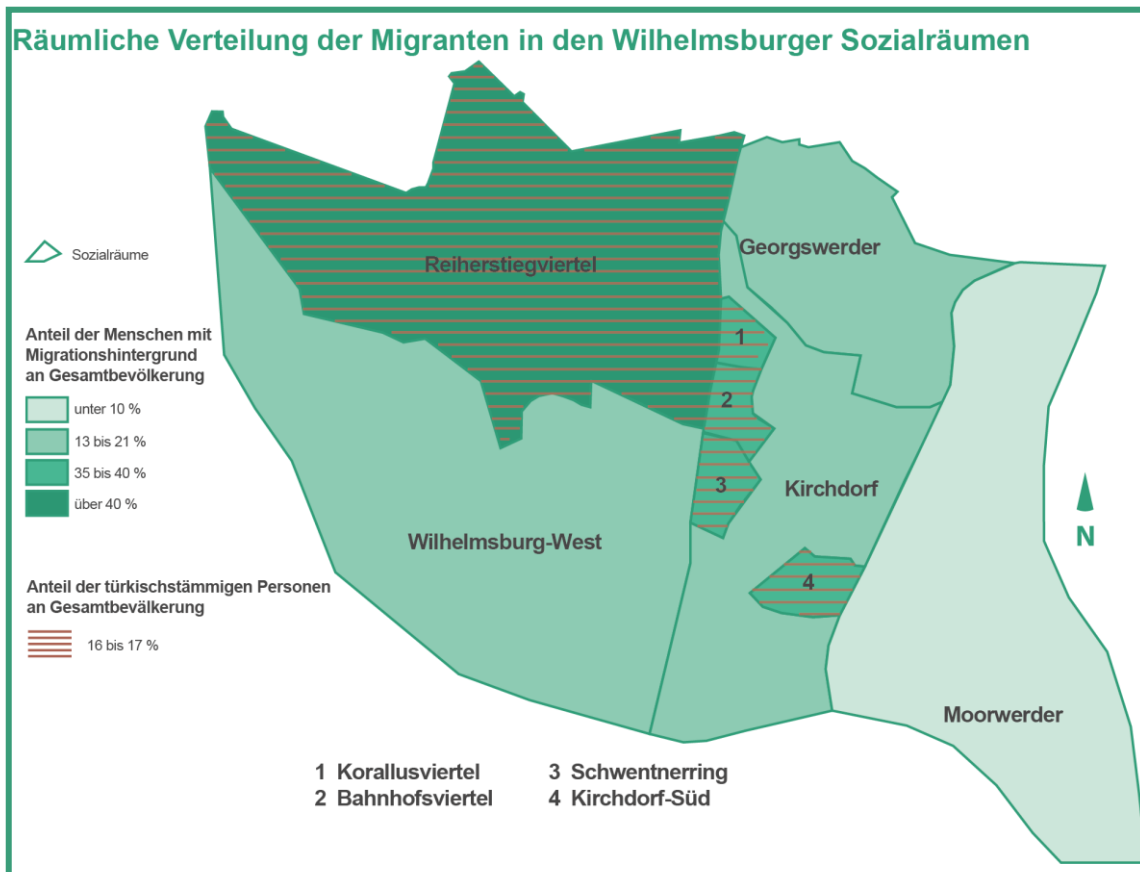 Räumliche Verteilung der Migranten in den Wilhelmsburger Sozialräumen
Sozialräume
Anteil der Menschen mit
Migrationshintergrund
an Gesamtbevölkerung
unter 10 %
13 bis 21 %
35 bis 40 %
über 40 %
Anteil der türkischstämmigen Personen
an Gesamtbevälkerung
16 bis 17 %
Reiherstiegviertel
Georgswerder
1
2
3
Kirchdorf
Wilhelmsburg-West
4
N
Moorwerder
1 Korallusviertel
2 Bahnhofsviertel
3 Schwentnerring
4 Kirchdorf-Süd